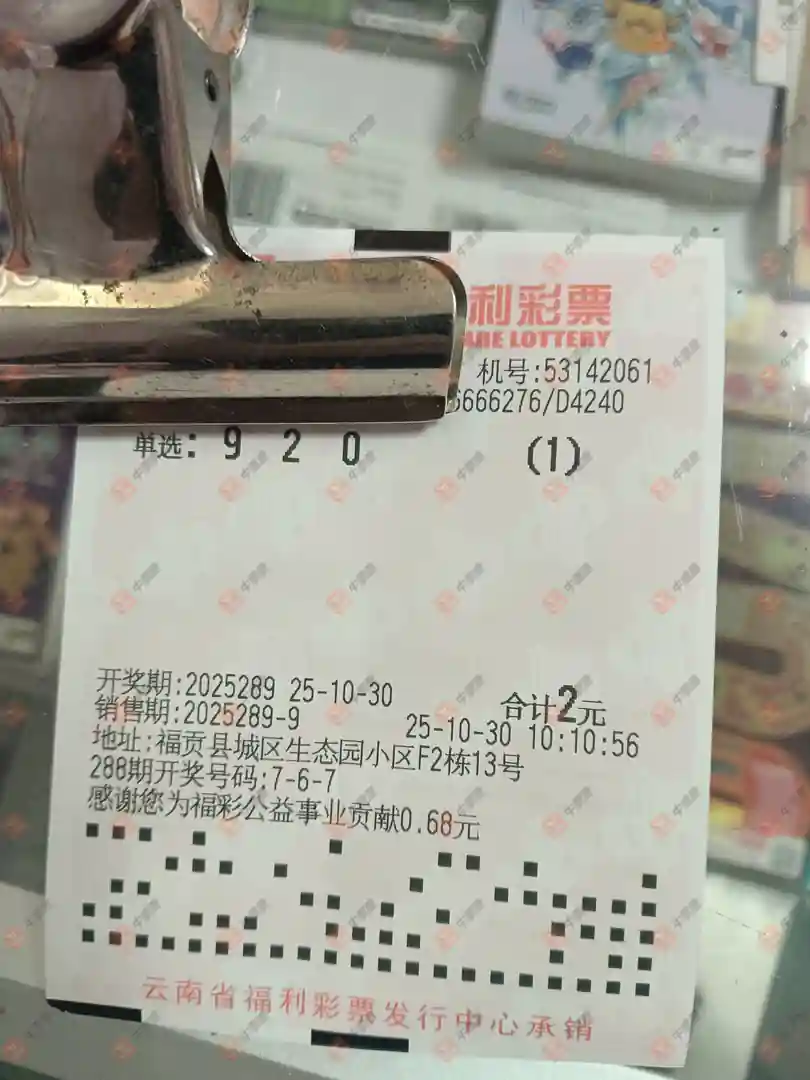 利彩票
ARE LOTTERY
机号:53142061
6666276/D4240
单选: 9 2 0 (1)
开奖期:2025289 25-10-30 合计2元
销售期:2025289-9 25-10-30 10:10:56
地址:福贡县城区生态园小区F2栋13号
288期开奖号码:7-6-7
感谢您为福彩公益事业贡献0.68元
云南省福利彩票发行中心承销